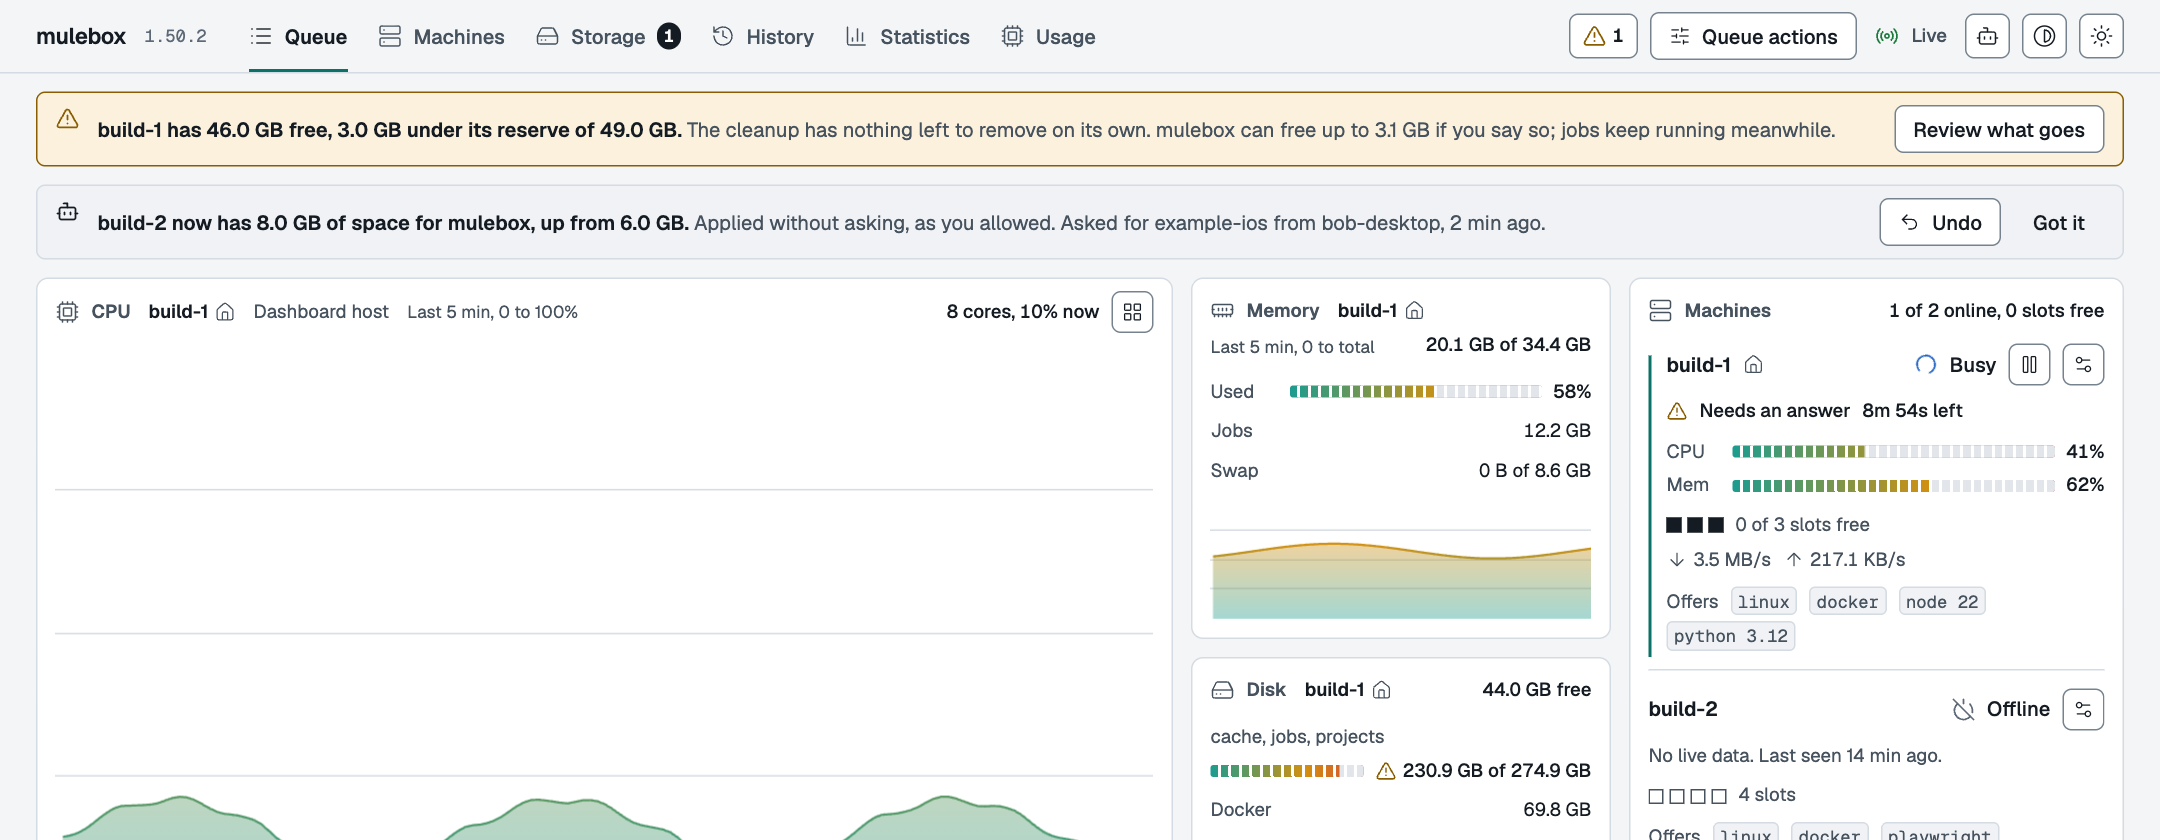 mulebox 1.50.2 Queue Machines Storage 1 History Statistics Usage 1 Queue actions Live
build-1 has 46.0 GB free, 3.0 GB under its reserve of 49.0 GB. The cleanup has nothing left to remove on its own. mulebox can free up to 3.1 GB if you say so; jobs keep running meanwhile. Review what goes
build-2 now has 8.0 GB of space for mulebox, up from 6.0 GB. Applied without asking, as you allowed. Asked for example-ios from bob-desktop, 2 min ago. Undo Got it
CPU build-1 Dashboard host Last 5 min, 0 to 100% 8 cores, 10% now
Memory build-1
Last 5 min, 0 to total 20.1 GB of 34.4 GB
Used 58%
Jobs 12.2 GB
Swap 0 B of 8.6 GB
Disk build-1 44.0 GB free
cache, jobs, projects
230.9 GB of 274.9 GB
Docker 69.8 GB
Machines 1 of 2 online, 0 slots free
build-1 Busy
Needs an answer 8m 54s left
CPU 41%
Mem 62%
0 of 3 slots free
3.5 MB/s 217.1 KB/s
Offers linux docker node 22
python 3.12
build-2 Offline
No live data. Last seen 14 min ago.
4 slots
Offers linux docker playwright